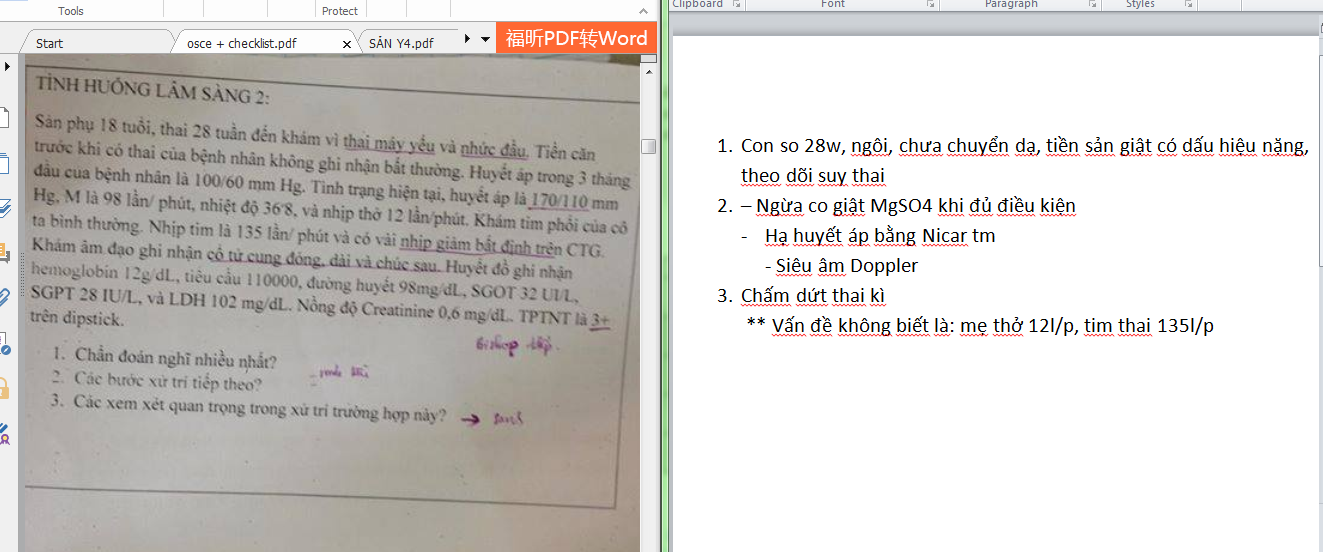 Tools
Protect
Clipboard
Font
Paragraph
Styles
Start
osce + checklist.pdf
SẢN Y4.pdf
福昕PDF转Word
TÌNH HUỐNG LÂM SÀNG 2:
Sản phụ 18 tuổi, thai 28 tuần đến khám vì thai máy yếu và nhức đầu. Tiền căn
trước khi có thai của bệnh nhân không ghi nhận bất thường. Huyết áp trong 3 tháng
đầu của bệnh nhân là 100/60 mm Hg. Tình trạng hiện tại, huyết áp là 170/110 mm
Hg, M là 98 lần/ phút, nhiệt độ 36°8, và nhịp thở 12 lần/phút. Khám tim phổi của cô
ta bình thường. Nhịp tim là 135 lần/ phút và có vài nhịp giảm bất định trên CTG.
Khám âm đạo ghi nhận cổ tử cung đóng, dài và chúc sau. Huyết đồ ghi nhận
hemoglobin 12g/dL, tiểu cầu 110000, đường huyết 98mg/dL, SGOT 32 UI/L,
SGPT 28 IU/L, và LDH 102 mg/dL. Nồng độ Creatinine 0,6 mg/dL. TPTNT là 3+
trên dipstick.
Bishop thấp.
1. Chẩn đoán nghĩ nhiều nhất?
2. Các bước xử trí tiếp theo?
3. Các xem xét quan trọng trong xử trí trường hợp này?
1. Con so 28w, ngôi, chưa chuyển dạ, tiền sản giật có dấu hiệu nặng,
theo dõi suy thai
2. – Ngừa co giật MgSO4 khi đủ điều kiện
- Hạ huyết áp bằng Nicar tm
- Siêu âm Doppler
3. Chấm dứt thai kì
** Vấn đề không biết là: mẹ thở 12l/p, tim thai 135l/p